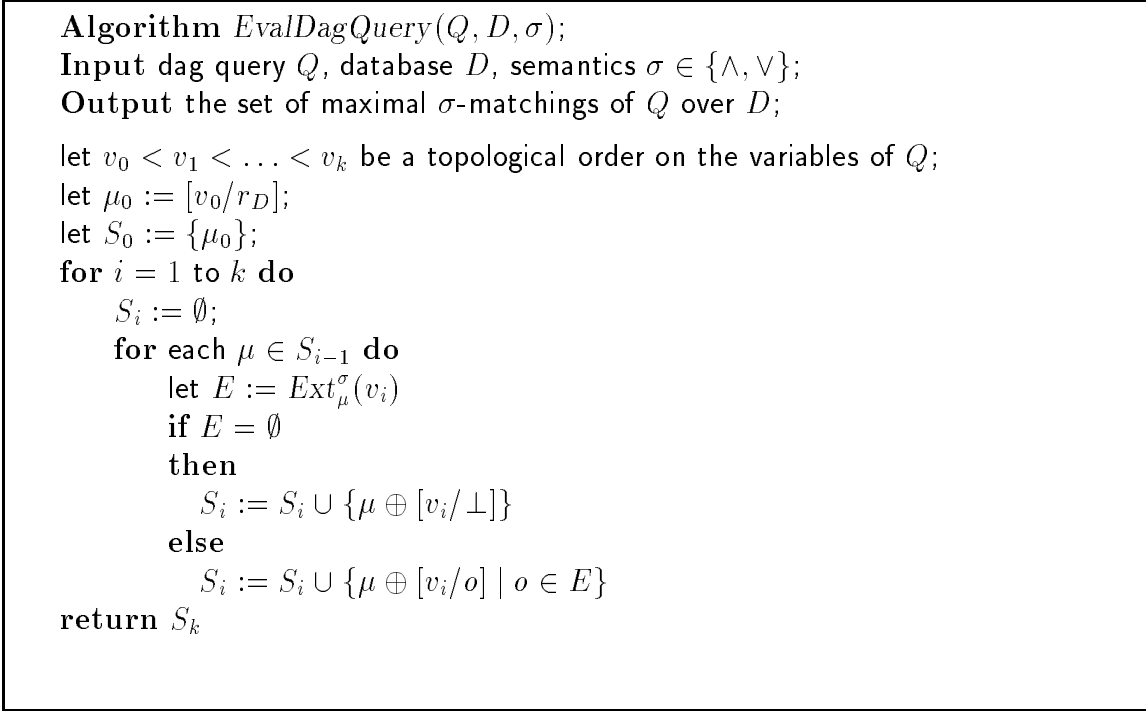 Algorithm EvalDagQuery(Q, D, σ);
Input dag query Q, database D, semantics σ ∈ {∧, ∨};
Output the set of maximal σ-matchings of Q over D;
let v₀ < v₁ < . . . < vₖ be a topological order on the variables of Q;
let μ₀ := [v₀/r_D];
let S₀ := {μ₀};
for i = 1 to k do
Sᵢ := ∅;
for each μ ∈ Sᵢ₋₁ do
let E := Ext^σ_μ(vᵢ)
if E = ∅
then
Sᵢ := Sᵢ ∪ {μ ⊕ [vᵢ/⊥]}
else
Sᵢ := Sᵢ ∪ {μ ⊕ [vᵢ/o] | o ∈ E}
return Sₖ